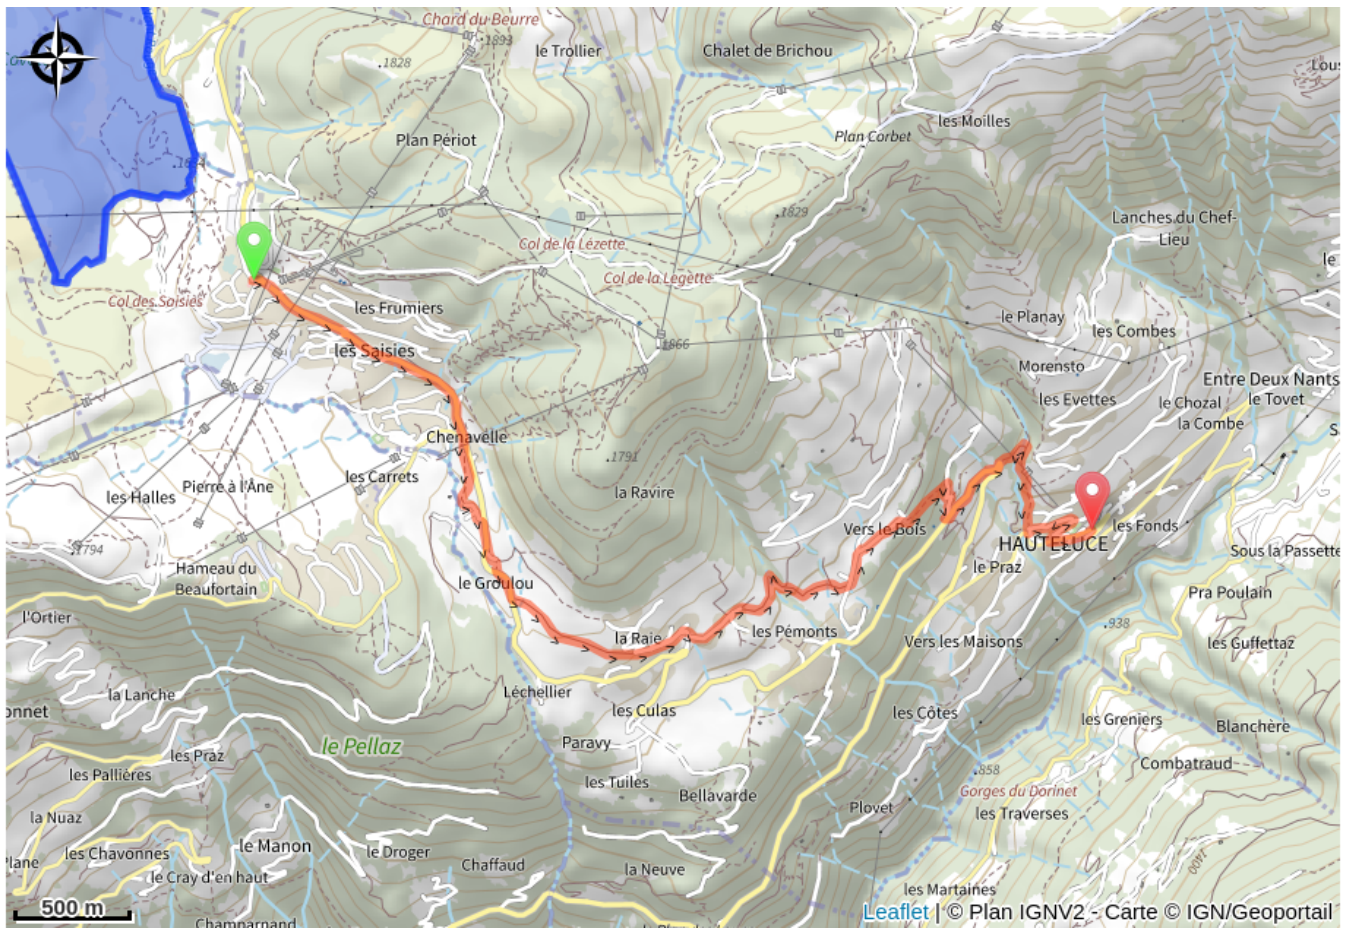 Chard du Beurre
.1893
le Trollier
Chalet de Brichou
.1828
les Moilles
Plan Périot
Plan Corbet
.1829
Lanches du Chef-
Lieu
le
Col de la Lézette
Col de la Legette
Col des Saisies
les Frumiers
le Planay
les Combes
les Saisies
1866
Morensto
Entre Deux Nants
les Evettes
le Chozal
le Tovet
la Combe
Chenavelle
.1791
les Carrets
Pierre à l'Âne
les Halles
la Ravire
Vers le Bois
les Fonds
HAUTELUCE
.1794
Sous la Passette
Hameau du
Beaufortain
le Groulou
le Praz
Pra Poulain
l'Ortier
la Raie
les Pémonts
.938
Vers les Maisons
les Guffettaz
la Lanche
Léchellier
onnet
les Culas
les Côtes
les Greniers
Blanchère
le Pellaz
Paravy
les Praz
Combatraud
les Pallières
.858
les Tuiles
Bellavarde
Gorges du Dorinet
la Nuaz
Plovet
les Traverses
les Chavonnes
le Manon
le Droger
Chaffaud
la Neuve
1400
le Cray d'en haut
les Martaines
500 m
Champnarnand
Leaflet | © Plan IGNV2 - Carte © IGN/Geoportail